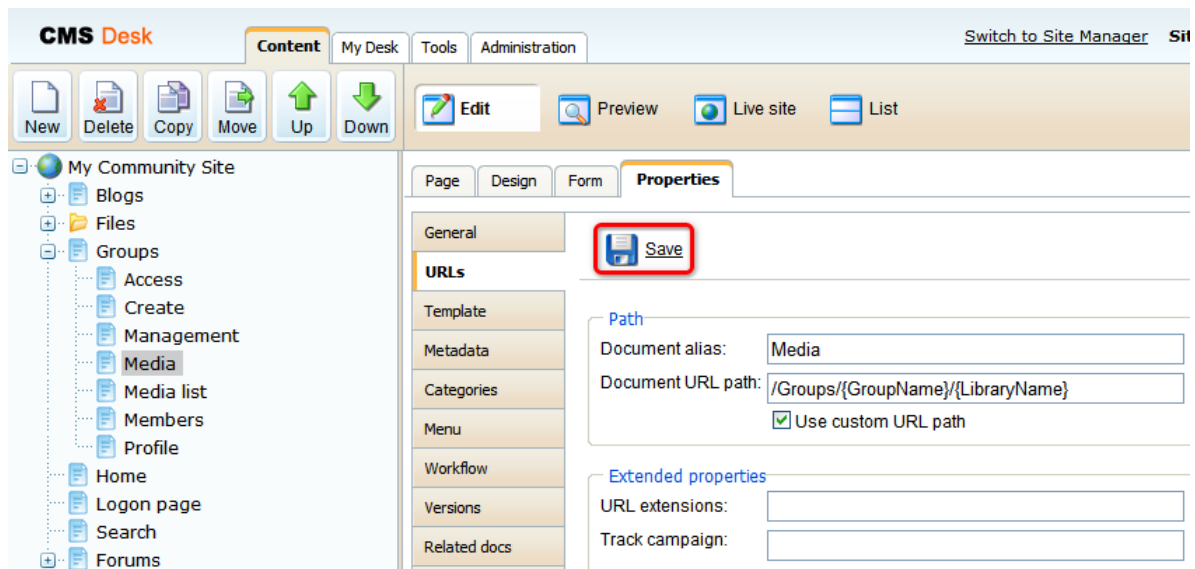 CMS Desk
Content My Desk Tools Administration
Switch to Site Manager Sit
New Delete Copy Move Up Down
Edit Preview Live site List
My Community Site
Blogs
Files
Groups
Access
Create
Management
Media
Media list
Members
Profile
Home
Logon page
Search
Forums
Page Design Form Properties
General
URLs
Template
Metadata
Categories
Menu
Workflow
Versions
Related docs
Save
Path
Document alias: Media
Document URL path: /Groups/{GroupName}/{LibraryName}
Use custom URL path
Extended properties
URL extensions:
Track campaign: